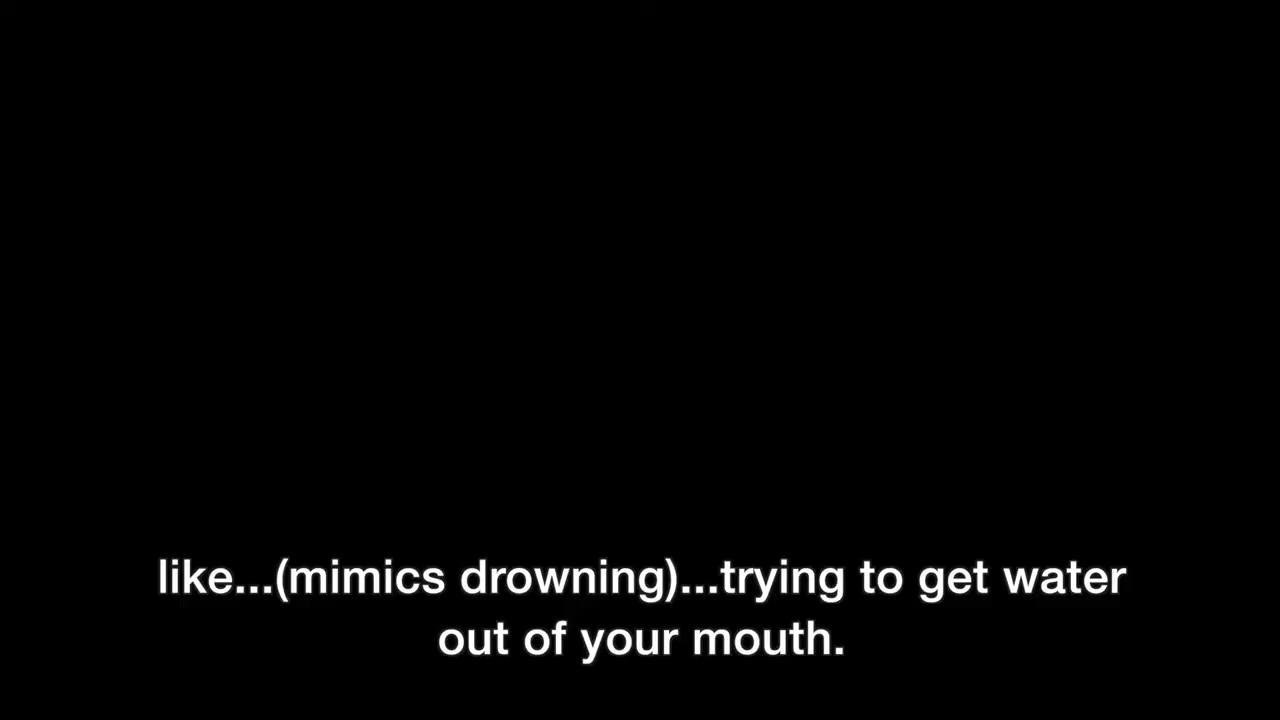 like...(mimics drowning)...trying to get water
out of your mouth.